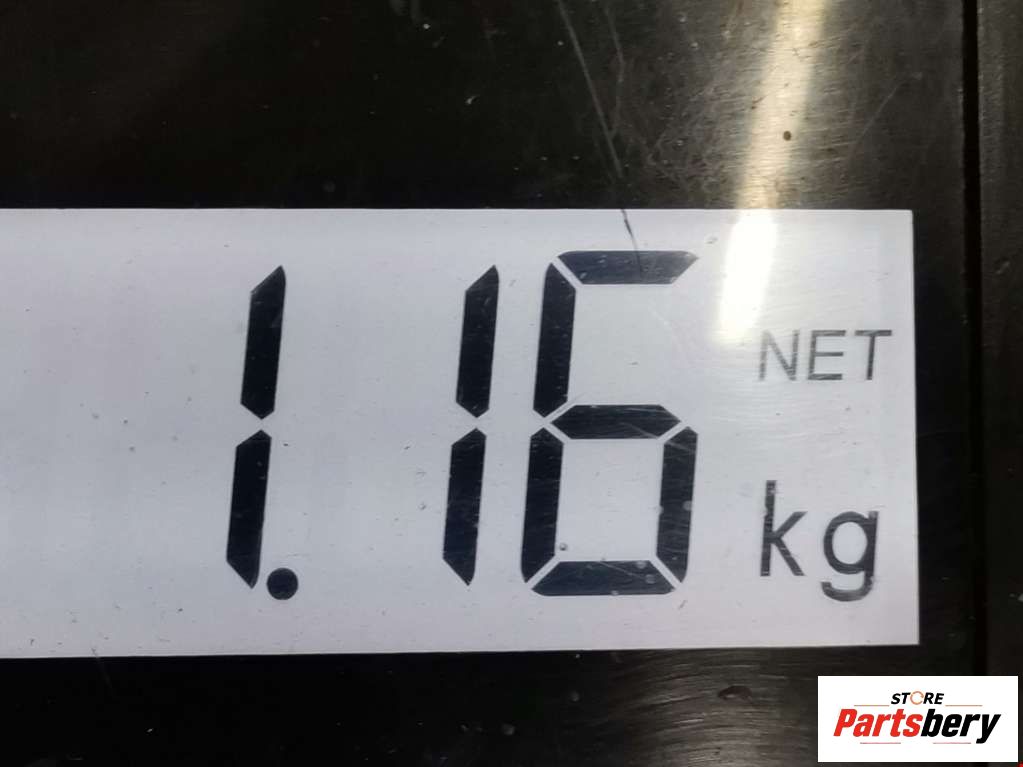 1.16 NET
kg
STORE
Partsbery